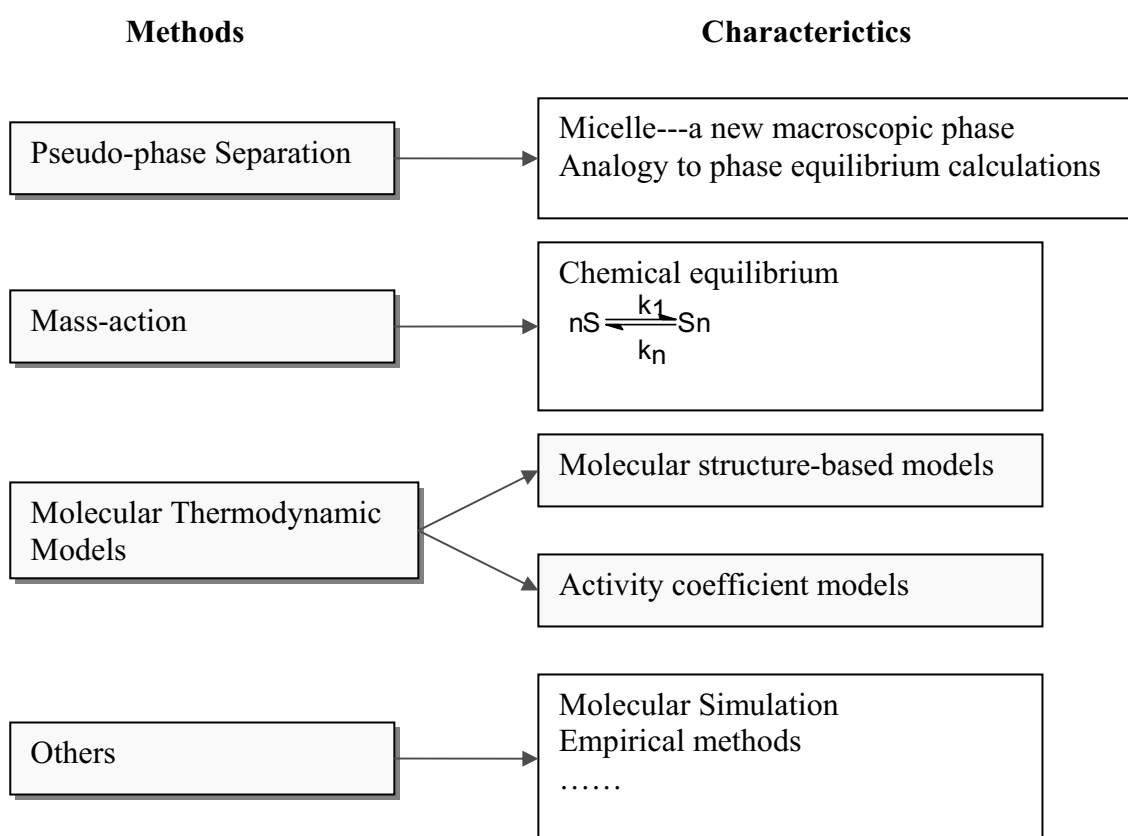 Methods
Characterictics
Pseudo-phase Separation
Micelle---a new macroscopic phase
Analogy to phase equilibrium calculations
Mass-action
Chemical equilibrium
k1
nS Sn
kn
Molecular Thermodynamic
Models
Molecular structure-based models
Activity coefficient models
Others
Molecular Simulation
Empirical methods
……